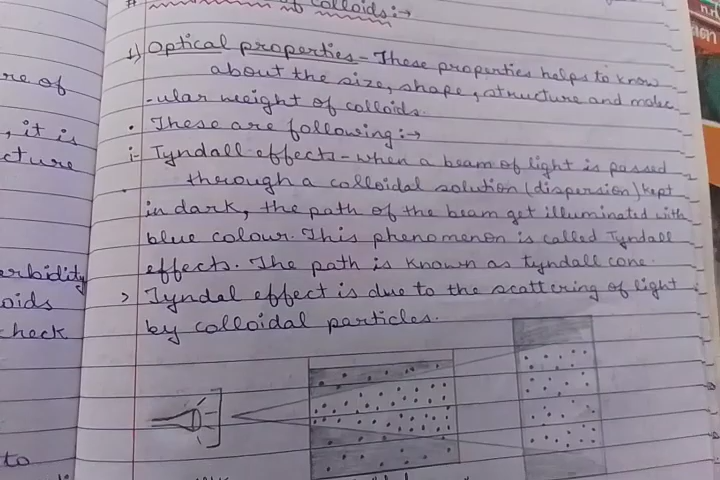 of colloids:→
1) Optical properties - These properties helps to know
about the size, shape, structure and molec
-ular weight of colloids.
• These are following:→
i- Tyndall effects - when a beam of light is passed
through a colloidal solution (dispersion) kept
in dark, the path of the beam get illuminated with
blue colour. This phenomenon is called Tyndall
effects. The path is known as tyndall cone.
> Tyndal effect is due to the scattering of light
by colloidal particles.
re of
, it is
cture
erbidity
oids
check
to